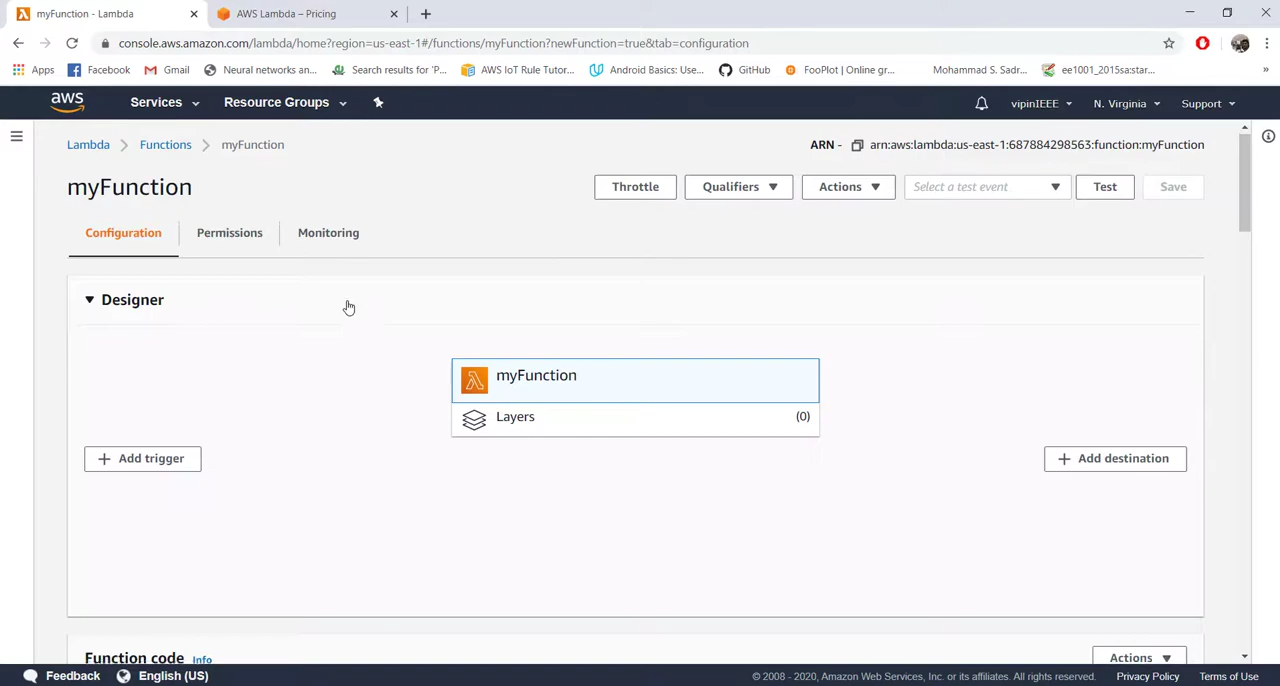 myFunction - Lambda
AWS Lambda – Pricing
console.aws.amazon.com/lambda/home?region=us-east-1#/functions/myFunction?newFunction=true&tab=configuration
Apps Facebook Gmail Neural networks an... Search results for 'P... AWS IoT Rule Tutor... Android Basics: Use... GitHub FooPlot | Online gr... Mohammad S. Sadr... ee1001_2015sa:star... »
aws Services Resource Groups vipinIEEE N. Virginia Support
Lambda Functions myFunction ARN - arn:aws:lambda:us-east-1:687884298563:function:myFunction
myFunction Throttle Qualifiers Actions Select a test event Test Save
Configuration Permissions Monitoring
Designer
myFunction
Layers (0)
Add trigger Add destination
Function code Info Actions
Feedback English (US) © 2008 - 2020, Amazon Web Services, Inc. or its affiliates. All rights reserved. Privacy Policy Terms of Use